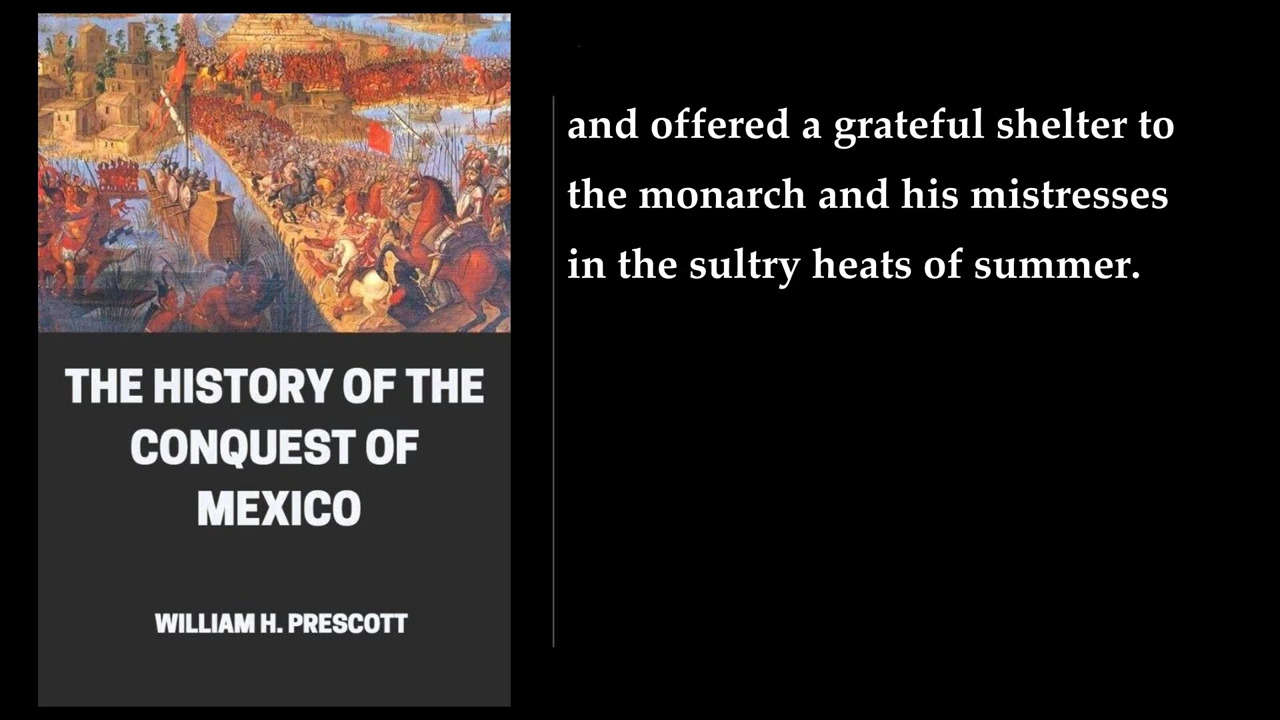 THE HISTORY OF THE
CONQUEST OF
MEXICO
WILLIAM H. PRESCOTT
and offered a grateful shelter to
the monarch and his mistresses
in the sultry heats of summer.